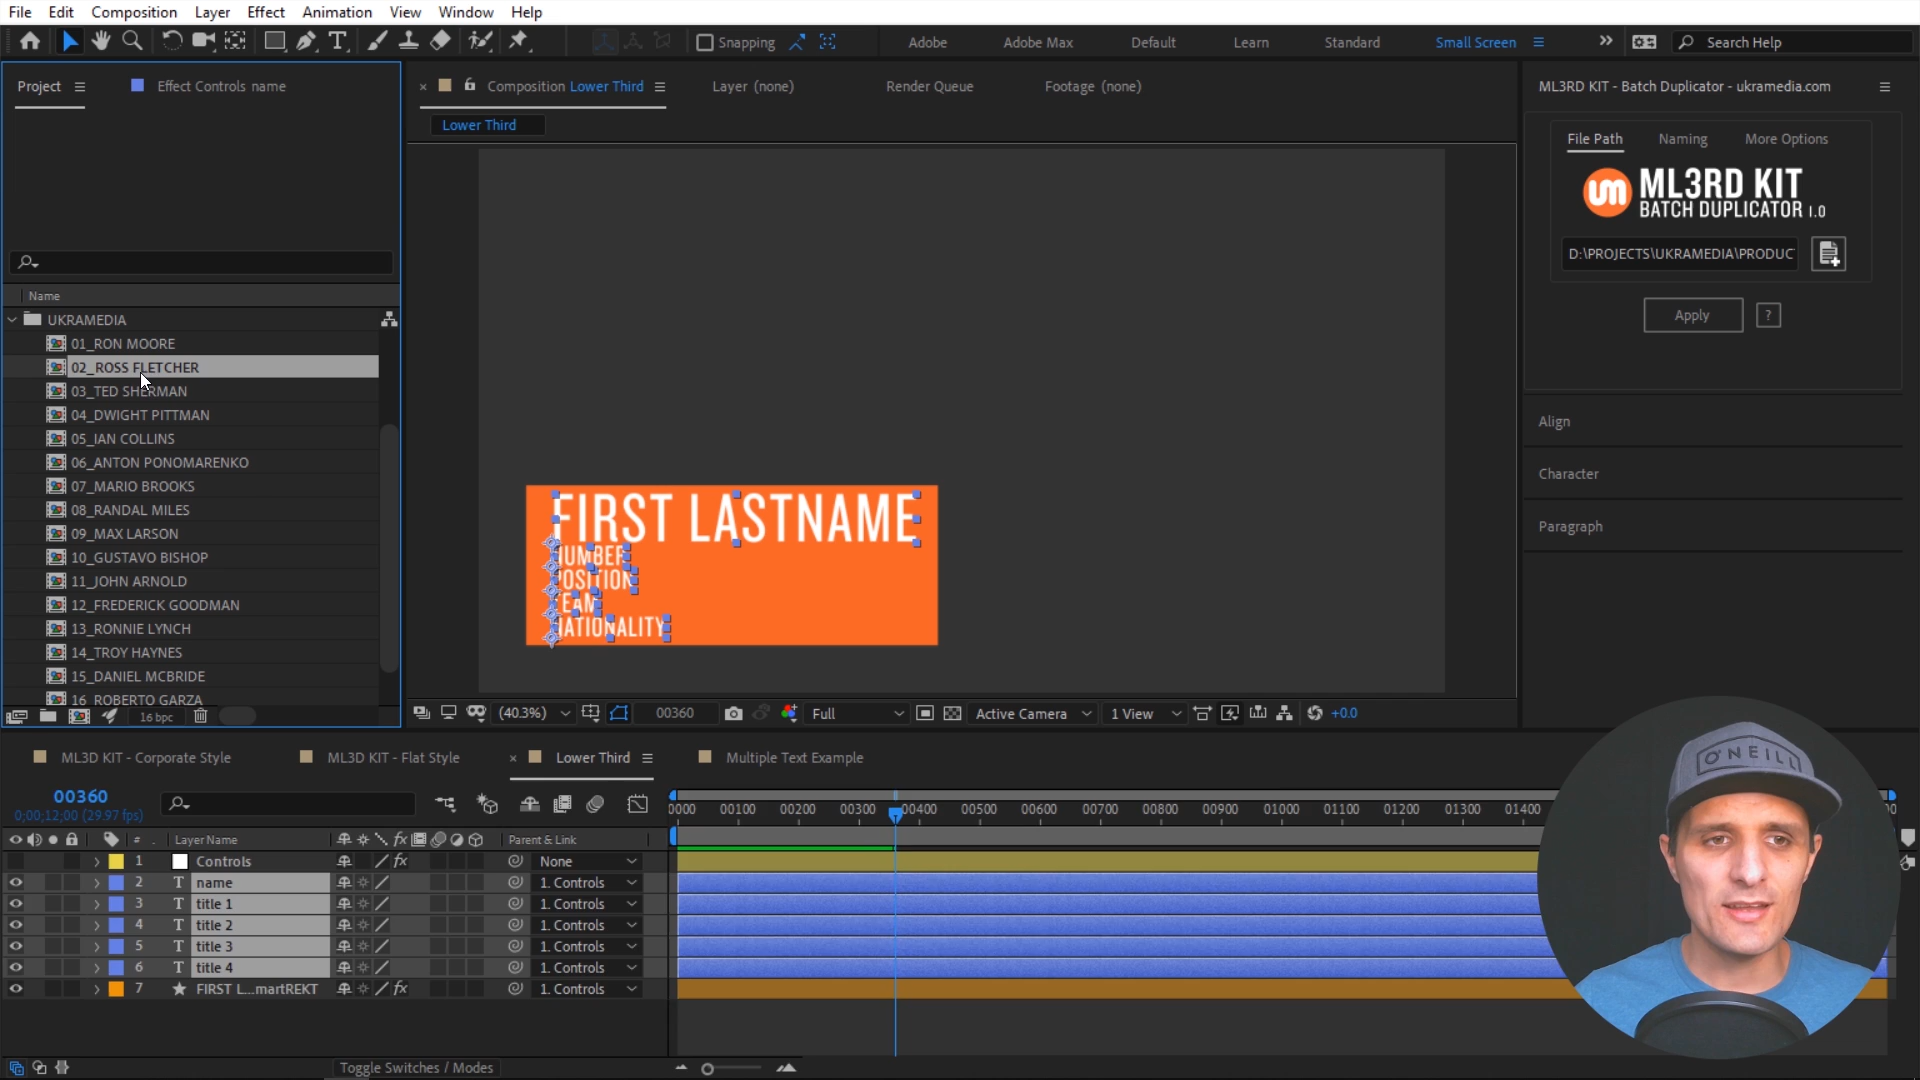 File Edit Composition Layer Effect Animation View Window Help
Snapping Adobe Adobe Max Default Learn Standard Small Screen Search Help
Project Effect Controls name
Composition Lower Third Layer (none) Render Queue Footage (none)
Lower Third
ML3RD KIT - Batch Duplicator - ukramedia.com
File Path Naming More Options
um ML3RD KIT
BATCH DUPLICATOR 1.0
D:\PROJECTS\UKRAMEDIA\PRODUC
Apply ?
Align
Character
Paragraph
Name
UKRAMEDIA
01_RON MOORE
02_ROSS FLETCHER
03_TED SHERMAN
04_DWIGHT PITTMAN
05_IAN COLLINS
06_ANTON PONOMARENKO
07_MARIO BROOKS
08_RANDAL MILES
09_MAX LARSON
10_GUSTAVO BISHOP
11_JOHN ARNOLD
12_FREDERICK GOODMAN
13_RONNIE LYNCH
14_TROY HAYNES
15_DANIEL MCBRIDE
16_ROBERTO GARZA
16 bpc
FIRST LASTNAME
NUMBER
POSITION
TEAM
NATIONALITY
(40.3%) 00360 Full Active Camera 1 View +0.0
ML3D KIT - Corporate Style ML3D KIT - Flat Style Lower Third Multiple Text Example
00360
0;00;12;00 (29.97 fps)
0000 00100 00200 00300 00400 00500 00600 00700 00800 00900 01000 01100 01200 01300 01400
# Layer Name fx Parent & Link
1 Controls fx None
2 T name 1. Controls
3 T title 1 1. Controls
4 T title 2 1. Controls
5 T title 3 1. Controls
6 T title 4 1. Controls
7 FIRST L...martREKT fx 1. Controls
Toggle Switches / Modes
O'NEILL